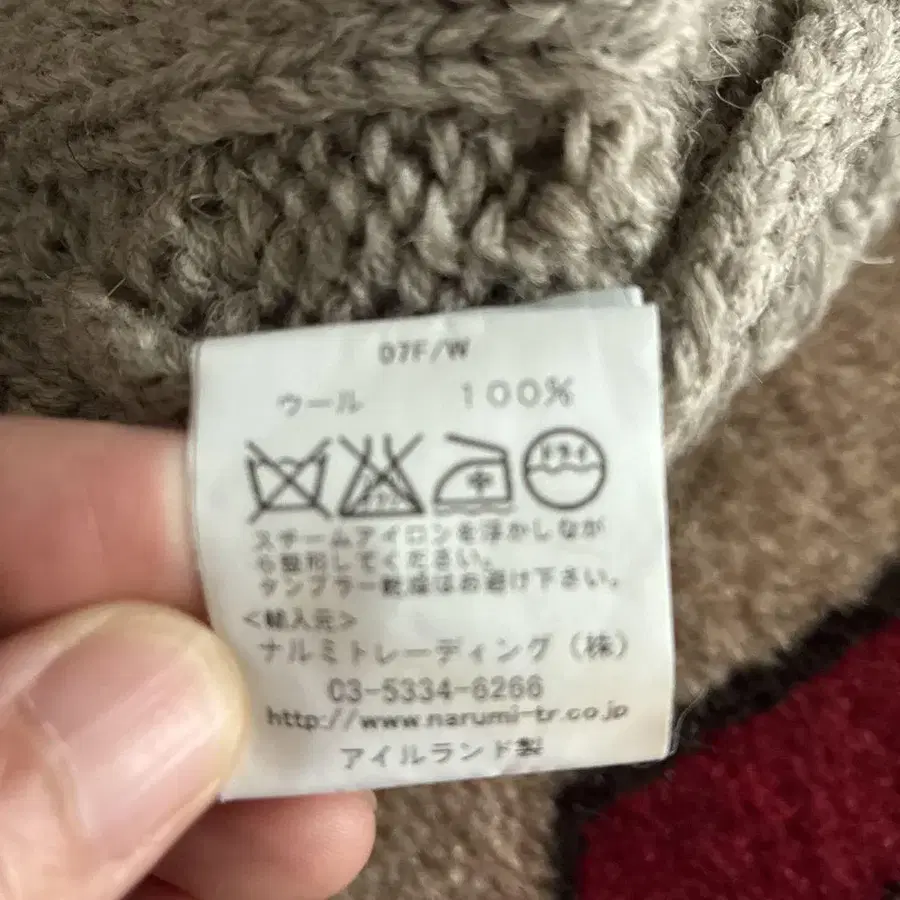 07F/W
ウール 100%
中 ドライ
スチームアイロンを浮かしなが
ら整形してください。
タンブラー乾燥はお避け下さい。
<輸入元>
ナルミトレーディング(株)
03-5334-6266
http://www.narumi-tr.co.jp
アイルランド製